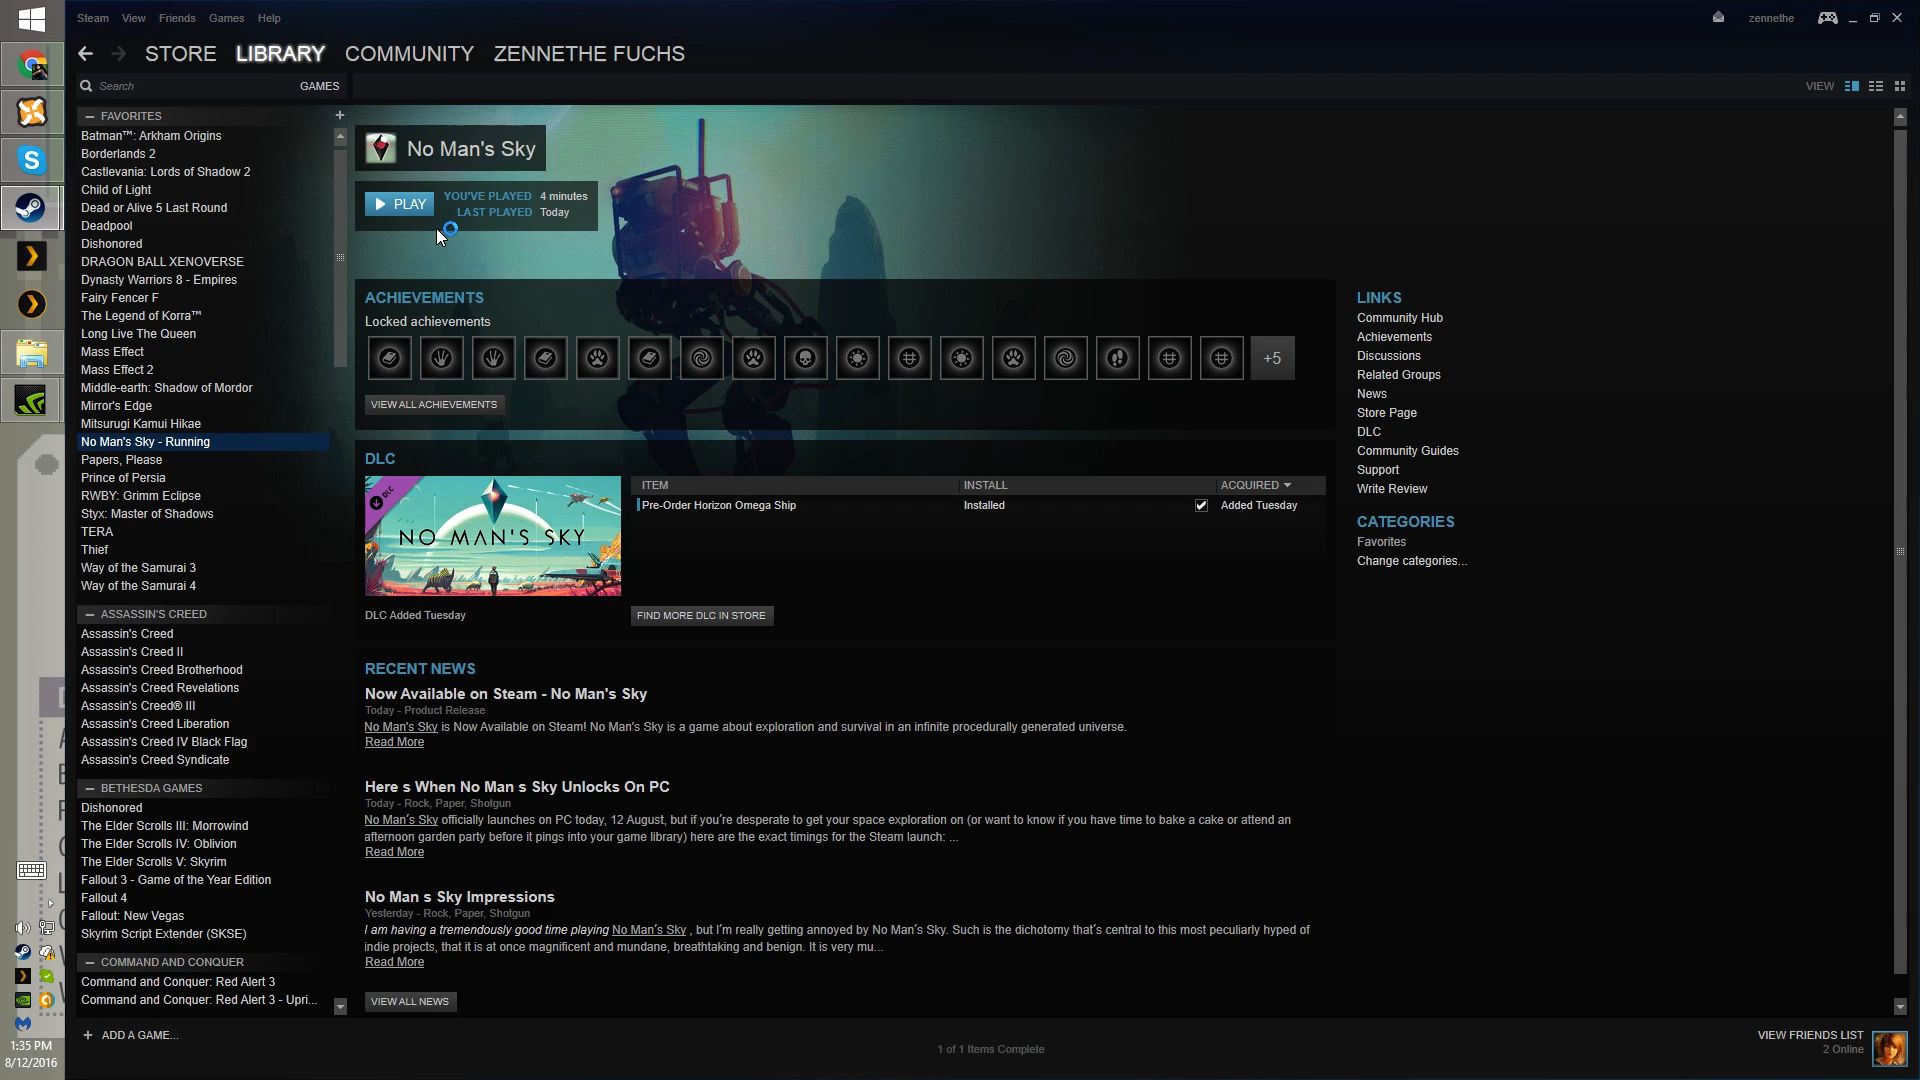 Steam View Friends Games Help
zennethe
STORE LIBRARY COMMUNITY ZENNETHE FUCHS
Search GAMES
VIEW
FAVORITES
Batman™: Arkham Origins
Borderlands 2
Castlevania: Lords of Shadow 2
Child of Light
Dead or Alive 5 Last Round
Deadpool
Dishonored
DRAGON BALL XENOVERSE
Dynasty Warriors 8 - Empires
Fairy Fencer F
The Legend of Korra™
Long Live The Queen
Mass Effect
Mass Effect 2
Middle-earth: Shadow of Mordor
Mirror's Edge
Mitsurugi Kamui Hikae
No Man's Sky - Running
Papers, Please
Prince of Persia
RWBY: Grimm Eclipse
Styx: Master of Shadows
TERA
Thief
Way of the Samurai 3
Way of the Samurai 4
ASSASSIN'S CREED
Assassin's Creed
Assassin's Creed II
Assassin's Creed Brotherhood
Assassin's Creed Revelations
Assassin's Creed® III
Assassin's Creed Liberation
Assassin's Creed IV Black Flag
Assassin's Creed Syndicate
BETHESDA GAMES
Dishonored
The Elder Scrolls III: Morrowind
The Elder Scrolls IV: Oblivion
The Elder Scrolls V: Skyrim
Fallout 3 - Game of the Year Edition
Fallout 4
Fallout: New Vegas
Skyrim Script Extender (SKSE)
COMMAND AND CONQUER
Command and Conquer: Red Alert 3
Command and Conquer: Red Alert 3 - Upri...
+ ADD A GAME...
No Man's Sky
PLAY
YOU'VE PLAYED 4 minutes
LAST PLAYED Today
ACHIEVEMENTS
Locked achievements
+5
VIEW ALL ACHIEVEMENTS
DLC
DLC
NO MAN'S SKY
DLC Added Tuesday
ITEM INSTALL ACQUIRED
Pre-Order Horizon Omega Ship Installed Added Tuesday
FIND MORE DLC IN STORE
RECENT NEWS
Now Available on Steam - No Man's Sky
Today - Product Release
No Man's Sky is Now Available on Steam! No Man's Sky is a game about exploration and survival in an infinite procedurally generated universe.
Read More
Here s When No Man s Sky Unlocks On PC
Today - Rock, Paper, Shotgun
No Man's Sky officially launches on PC today, 12 August, but if you're desperate to get your space exploration on (or want to know if you have time to bake a cake or attend an
afternoon garden party before it pings into your game library) here are the exact timings for the Steam launch: ...
Read More
No Man s Sky Impressions
Yesterday - Rock, Paper, Shotgun
I am having a tremendously good time playing No Man's Sky , but I'm really getting annoyed by No Man's Sky. Such is the dichotomy that's central to this most peculiarly hyped of
indie projects, that it is at once magnificent and mundane, breathtaking and benign. It is very mu...
Read More
VIEW ALL NEWS
LINKS
Community Hub
Achievements
Discussions
Related Groups
News
Store Page
DLC
Community Guides
Support
Write Review
CATEGORIES
Favorites
Change categories...
1 of 1 Items Complete
VIEW FRIENDS LIST
2 Online
1:35 PM
8/12/2016